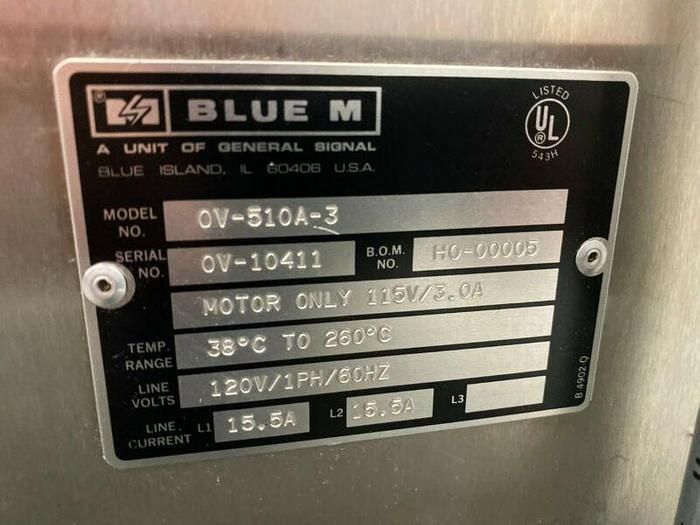 BLUE M
A UNIT OF GENERAL SIGNAL
BLUE ISLAND, IL 60406 U.S.A.
LISTED
UL
®
543H
MODEL NO. OV-510A-3
SERIAL NO. OV-10411 B.O.M. NO. HO-00005
MOTOR ONLY 115V/3.0A
TEMP. RANGE 38°C TO 260°C
LINE VOLTS 120V/1PH/60HZ
LINE CURRENT L1 15.5A L2 15.5A L3
B 4902 Q